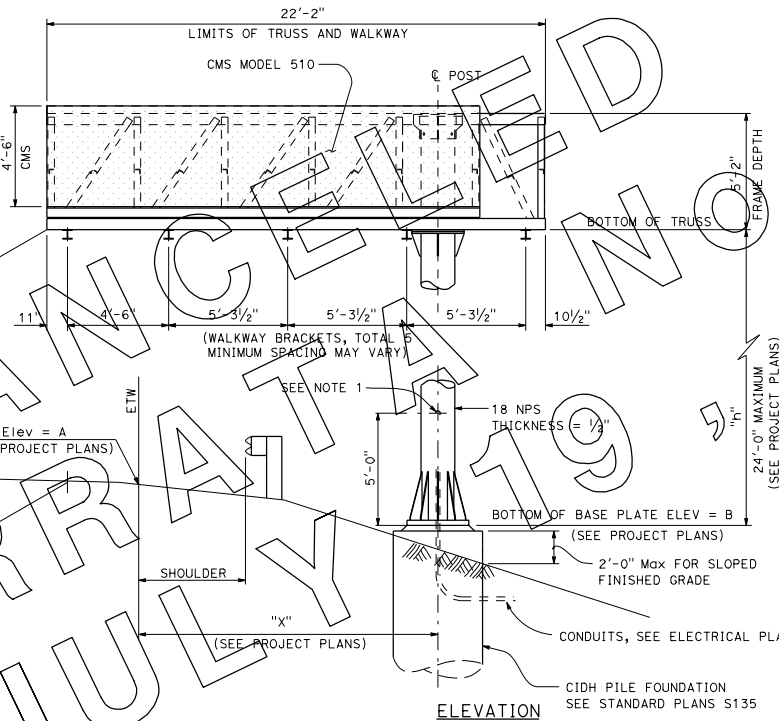 22'-2"
LIMITS OF TRUSS AND WALKWAY
CMS MODEL 510
℄ POST
4'-6"
CMS
5'-2"
FRAME DEPTH
BOTTOM OF TRUSS
11"
4'-6"
5'-3½"
5'-3½"
5'-3½"
10½"
(WALKWAY BRACKETS, TOTAL 5
MINIMUM SPACING MAY VARY)
SEE NOTE 1
18 NPS
THICKNESS = ½"
"h"
24'-0" MAXIMUM
(SEE PROJECT PLANS)
ETW
Elev = A
PROJECT PLANS)
5'-0"
BOTTOM OF BASE PLATE ELEV = B
(SEE PROJECT PLANS)
2'-0" Max FOR SLOPED
FINISHED GRADE
SHOULDER
"X"
(SEE PROJECT PLANS)
CONDUITS, SEE ELECTRICAL PLA
CIDH PILE FOUNDATION
SEE STANDARD PLANS S135
ELEVATION
ANCELED
RRATA NO
JULY 19,